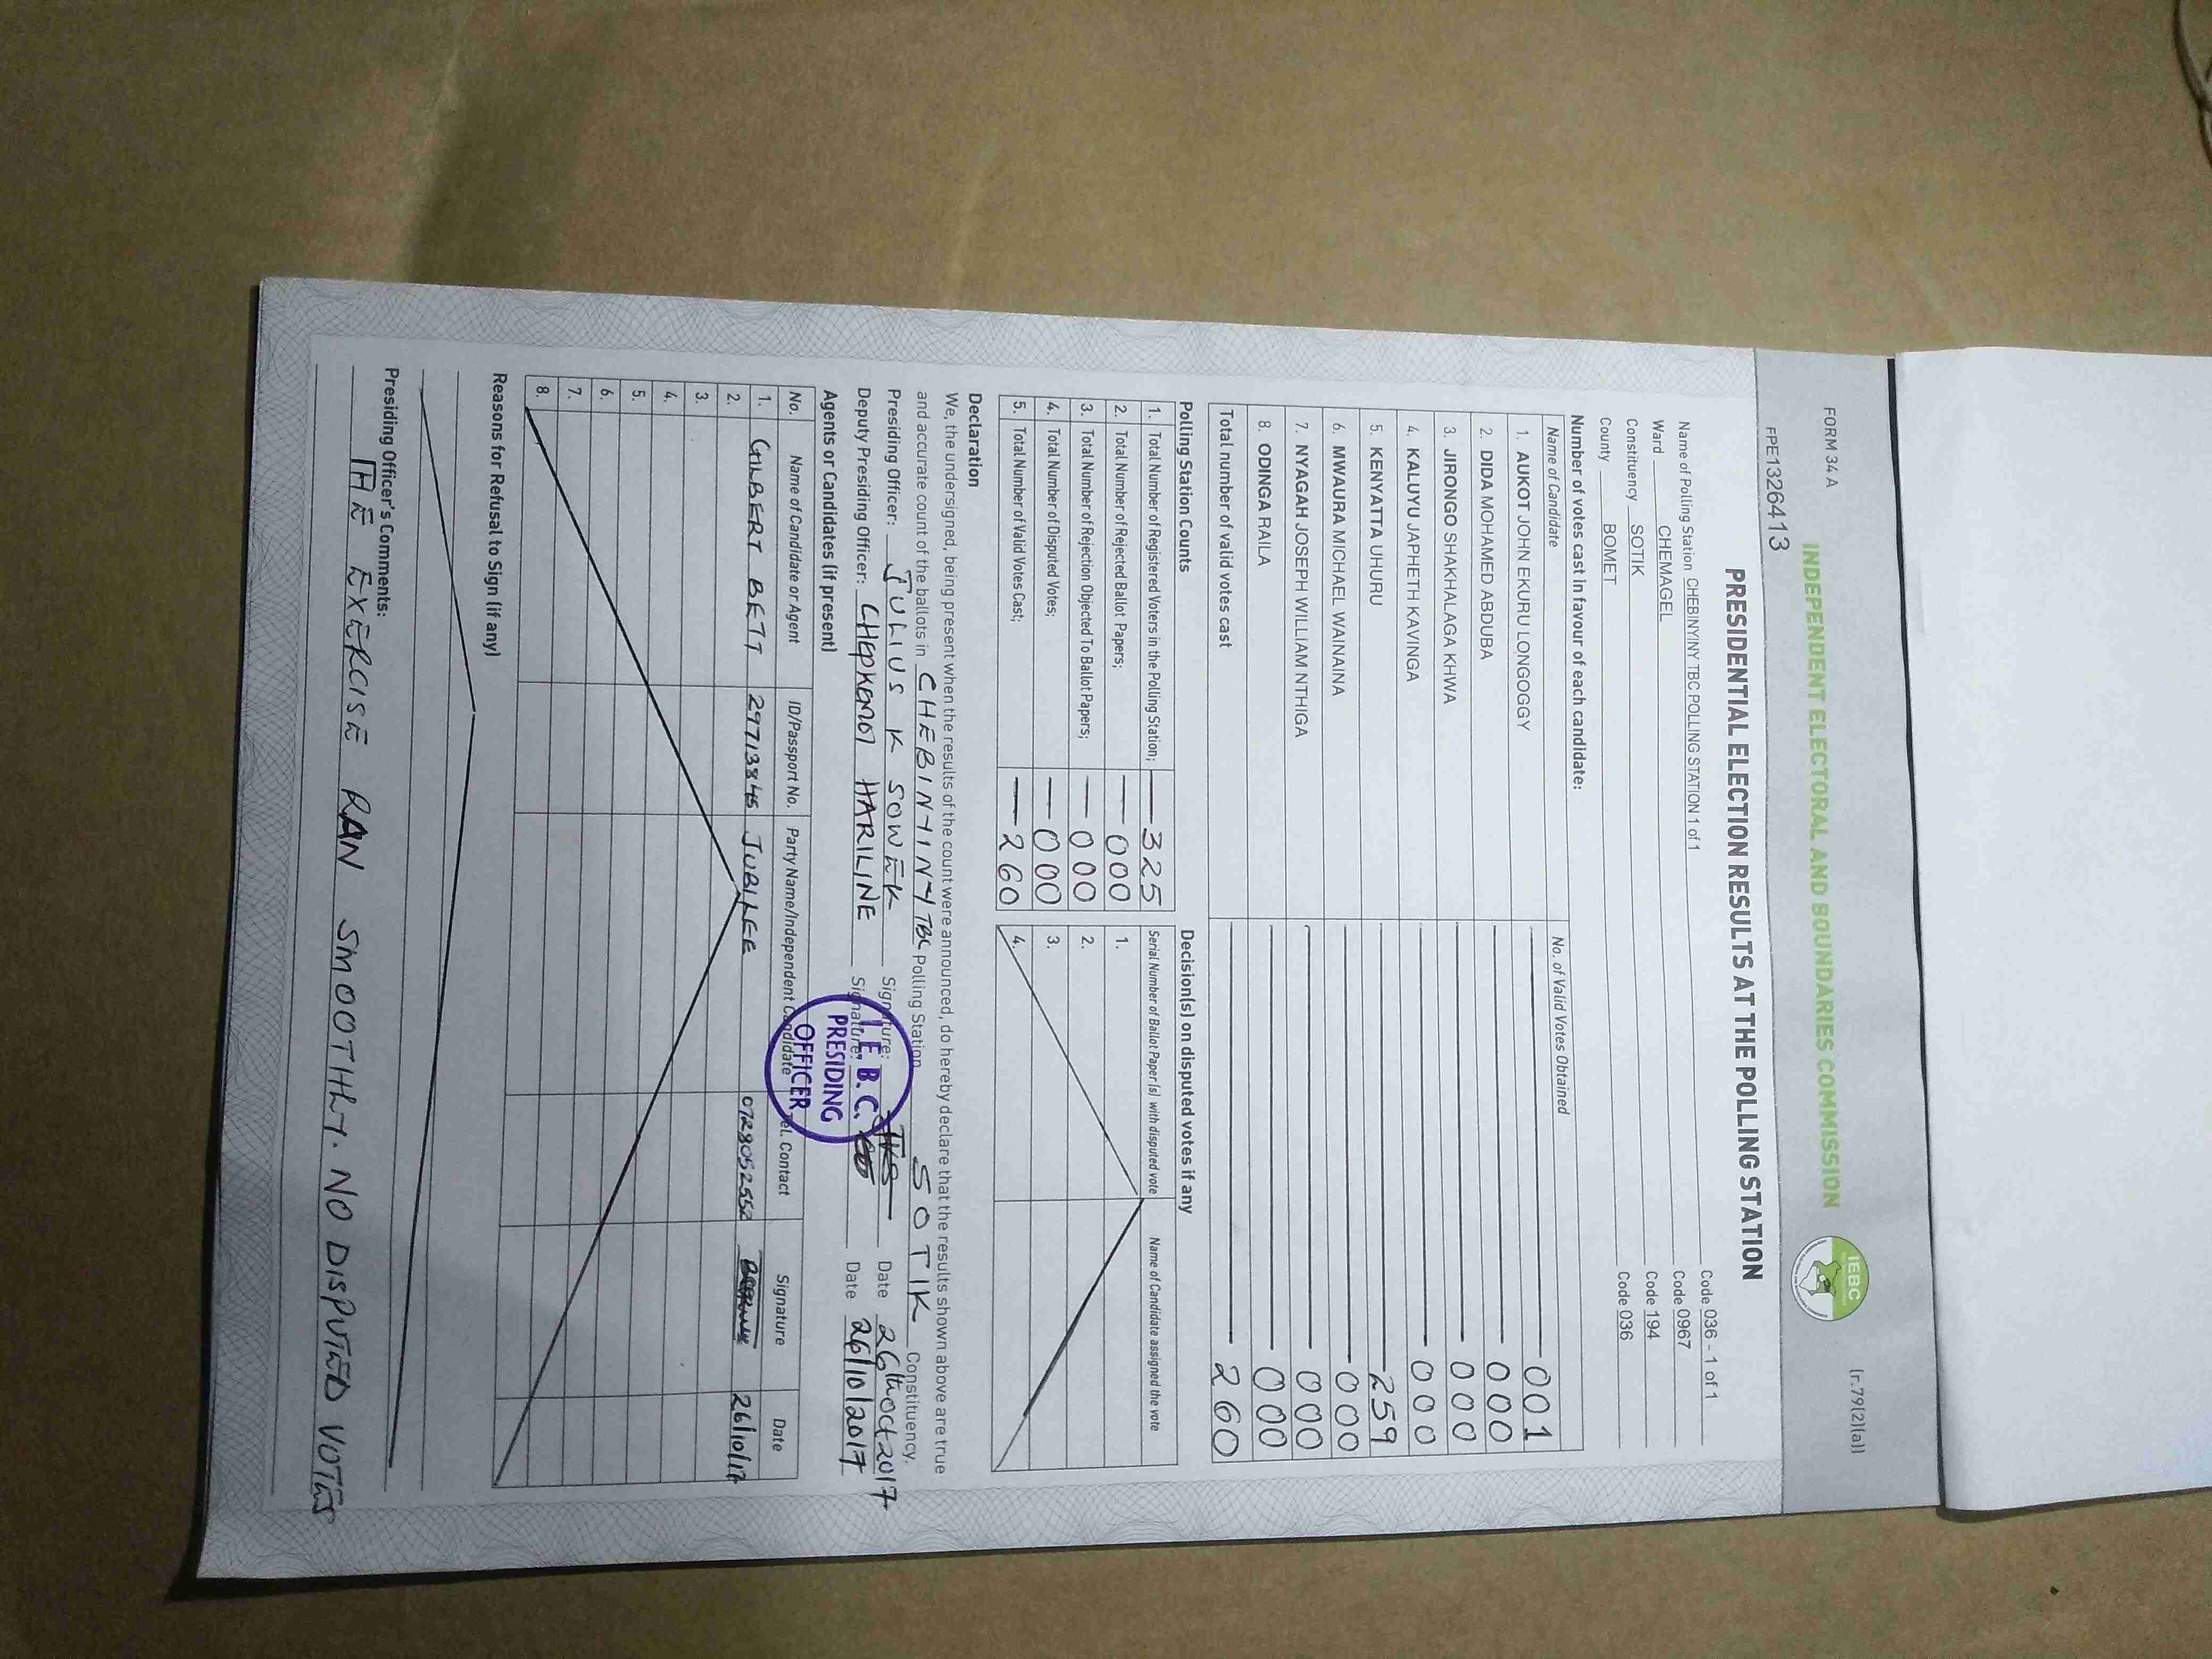 FORM 34 A
(r.79(2)(a))
INDEPENDENT ELECTORAL AND BOUNDARIES COMMISSION
IEBC
FPE1326413
PRESIDENTIAL ELECTION RESULTS AT THE POLLING STATION
Name of Polling Station CHEBINYINY TBC POLLING STATION 1 of 1 Code 036 - 1 of 1
Ward CHEMAGEL Code 0967
Constituency SOTIK Code 194
County BOMET Code 036
Number of votes cast in favour of each candidate:
Name of Candidate No. of Valid Votes Obtained
1. AUKOT JOHN EKURU LONGOGGY 001
2. DIDA MOHAMED ABDUBA 000
3. JIRONGO SHAKHALAGA KHWA 000
4. KALUYU JAPHETH KAVINGA 000
5. KENYATTA UHURU 259
6. MWAURA MICHAEL WAINAINA 000
7. NYAGAH JOSEPH WILLIAM NTHIGA 000
8. ODINGA RAILA 000
Total number of valid votes cast 260
Polling Station Counts
1. Total Number of Registered Voters in the Polling Station; 325
2. Total Number of Rejected Ballot Papers; 000
3. Total Number of Rejection Objected To Ballot Papers; 000
4. Total Number of Disputed Votes; 000
5. Total Number of Valid Votes Cast; 260
Decision(s) on disputed votes if any
Serial Number of Ballot Paper (s) with disputed vote Name of Candidate assigned the vote
1.
2.
3.
4.
Declaration
We, the undersigned, being present when the results of the count were announced, do hereby declare that the results shown above are true
and accurate count of the ballots in CHEBINYINY TBC Polling Station SOTIK Constituency.
Presiding Officer: JULIUS K SOWEK Signature: Date 26th Oct 2017
Deputy Presiding Officer: CHEPKEMOI HARILINE Signature: Date 26/10/2017
I.E.B.C.
PRESIDING
OFFICER
Agents or Candidates (if present)
No. Name of Candidate or Agent ID/Passport No. Party Name/Independent Candidate Tel. Contact Signature Date
1. GILBERT BETT 29713845 JUBILEE 0728052552 26/10/17
2.
3.
4.
5.
6.
7.
8.
Reasons for Refusal to Sign (if any)
Presiding Officer's Comments:
THE EXERCISE RAN SMOOTHLY. NO DISPUTED VOTES